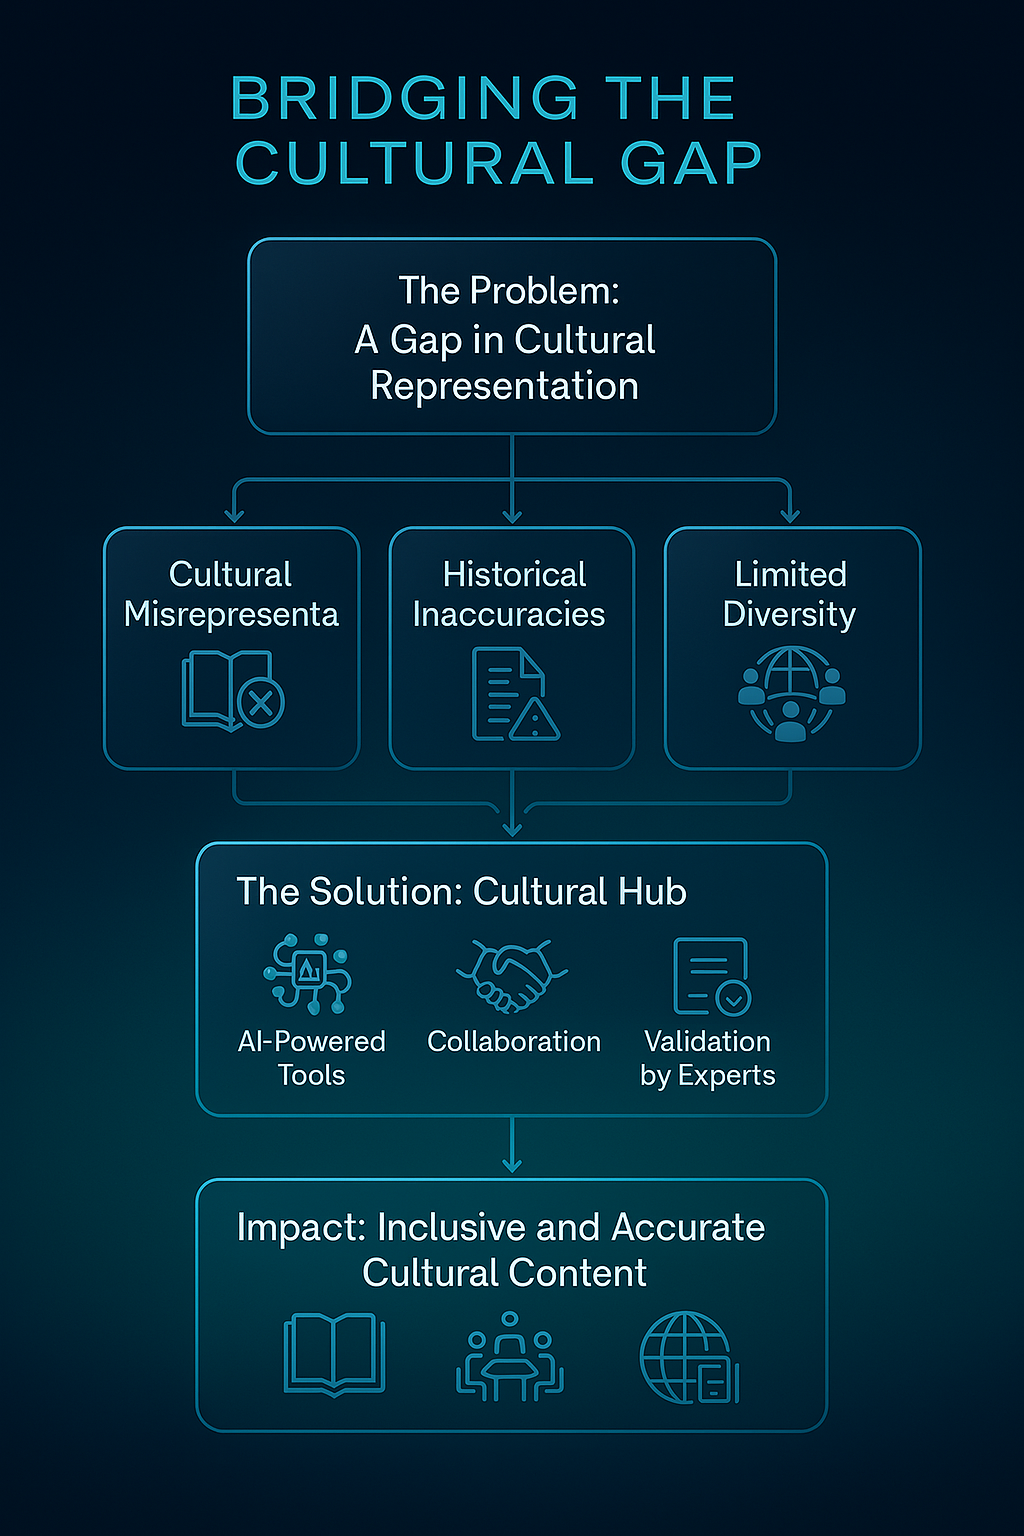 BRIDGING THE
CULTURAL GAP
The Problem:
A Gap in Cultural
Representation
Cultural
Misrepresenta
Historical
Inaccuracies
Limited
Diversity
The Solution: Cultural Hub
AI-Powered
Tools
Collaboration
Validation
by Experts
Impact: Inclusive and Accurate
Cultural Content